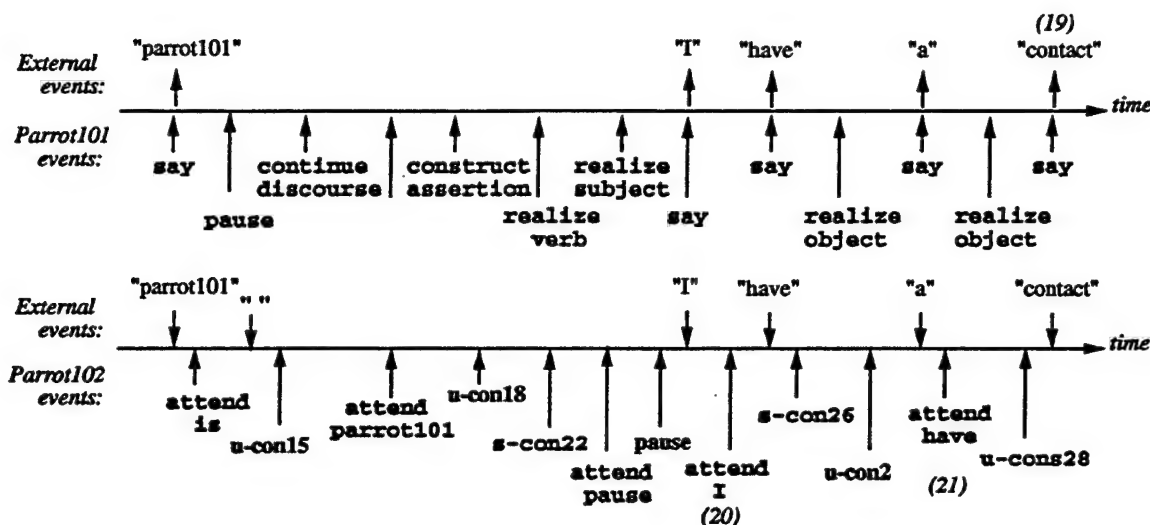 (19)
"parrot101" "I" "have" "a" "contact"
External
events:
time
Parrot101
events:
say continue construct realize say say say
discourse assertion subject
pause realize say realize realize
verb object object
"parrot101" " " "I" "have" "a" "contact"
External
events:
time
Parrot102
events:
attend u-con15 attend u-con18 s-con26 attend
is parrot101 s-con22 pause attend u-con2 have u-cons28
attend I (21)
pause (20)